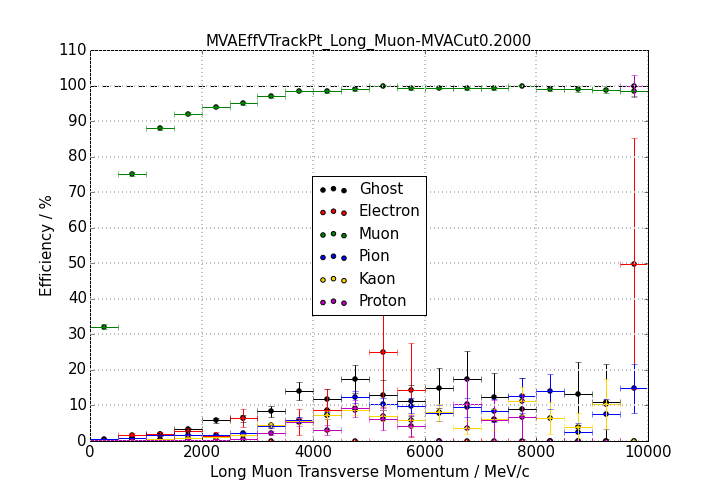 MVAEffVTrackPt_Long_Muon-MVACut0.2000
110
100
90
80
70
60
50
40
30
20
10
0
Efficiency / %
Ghost
Electron
Muon
Pion
Kaon
Proton
0 2000 4000 6000 8000 10000
Long Muon Transverse Momentum / MeV/c